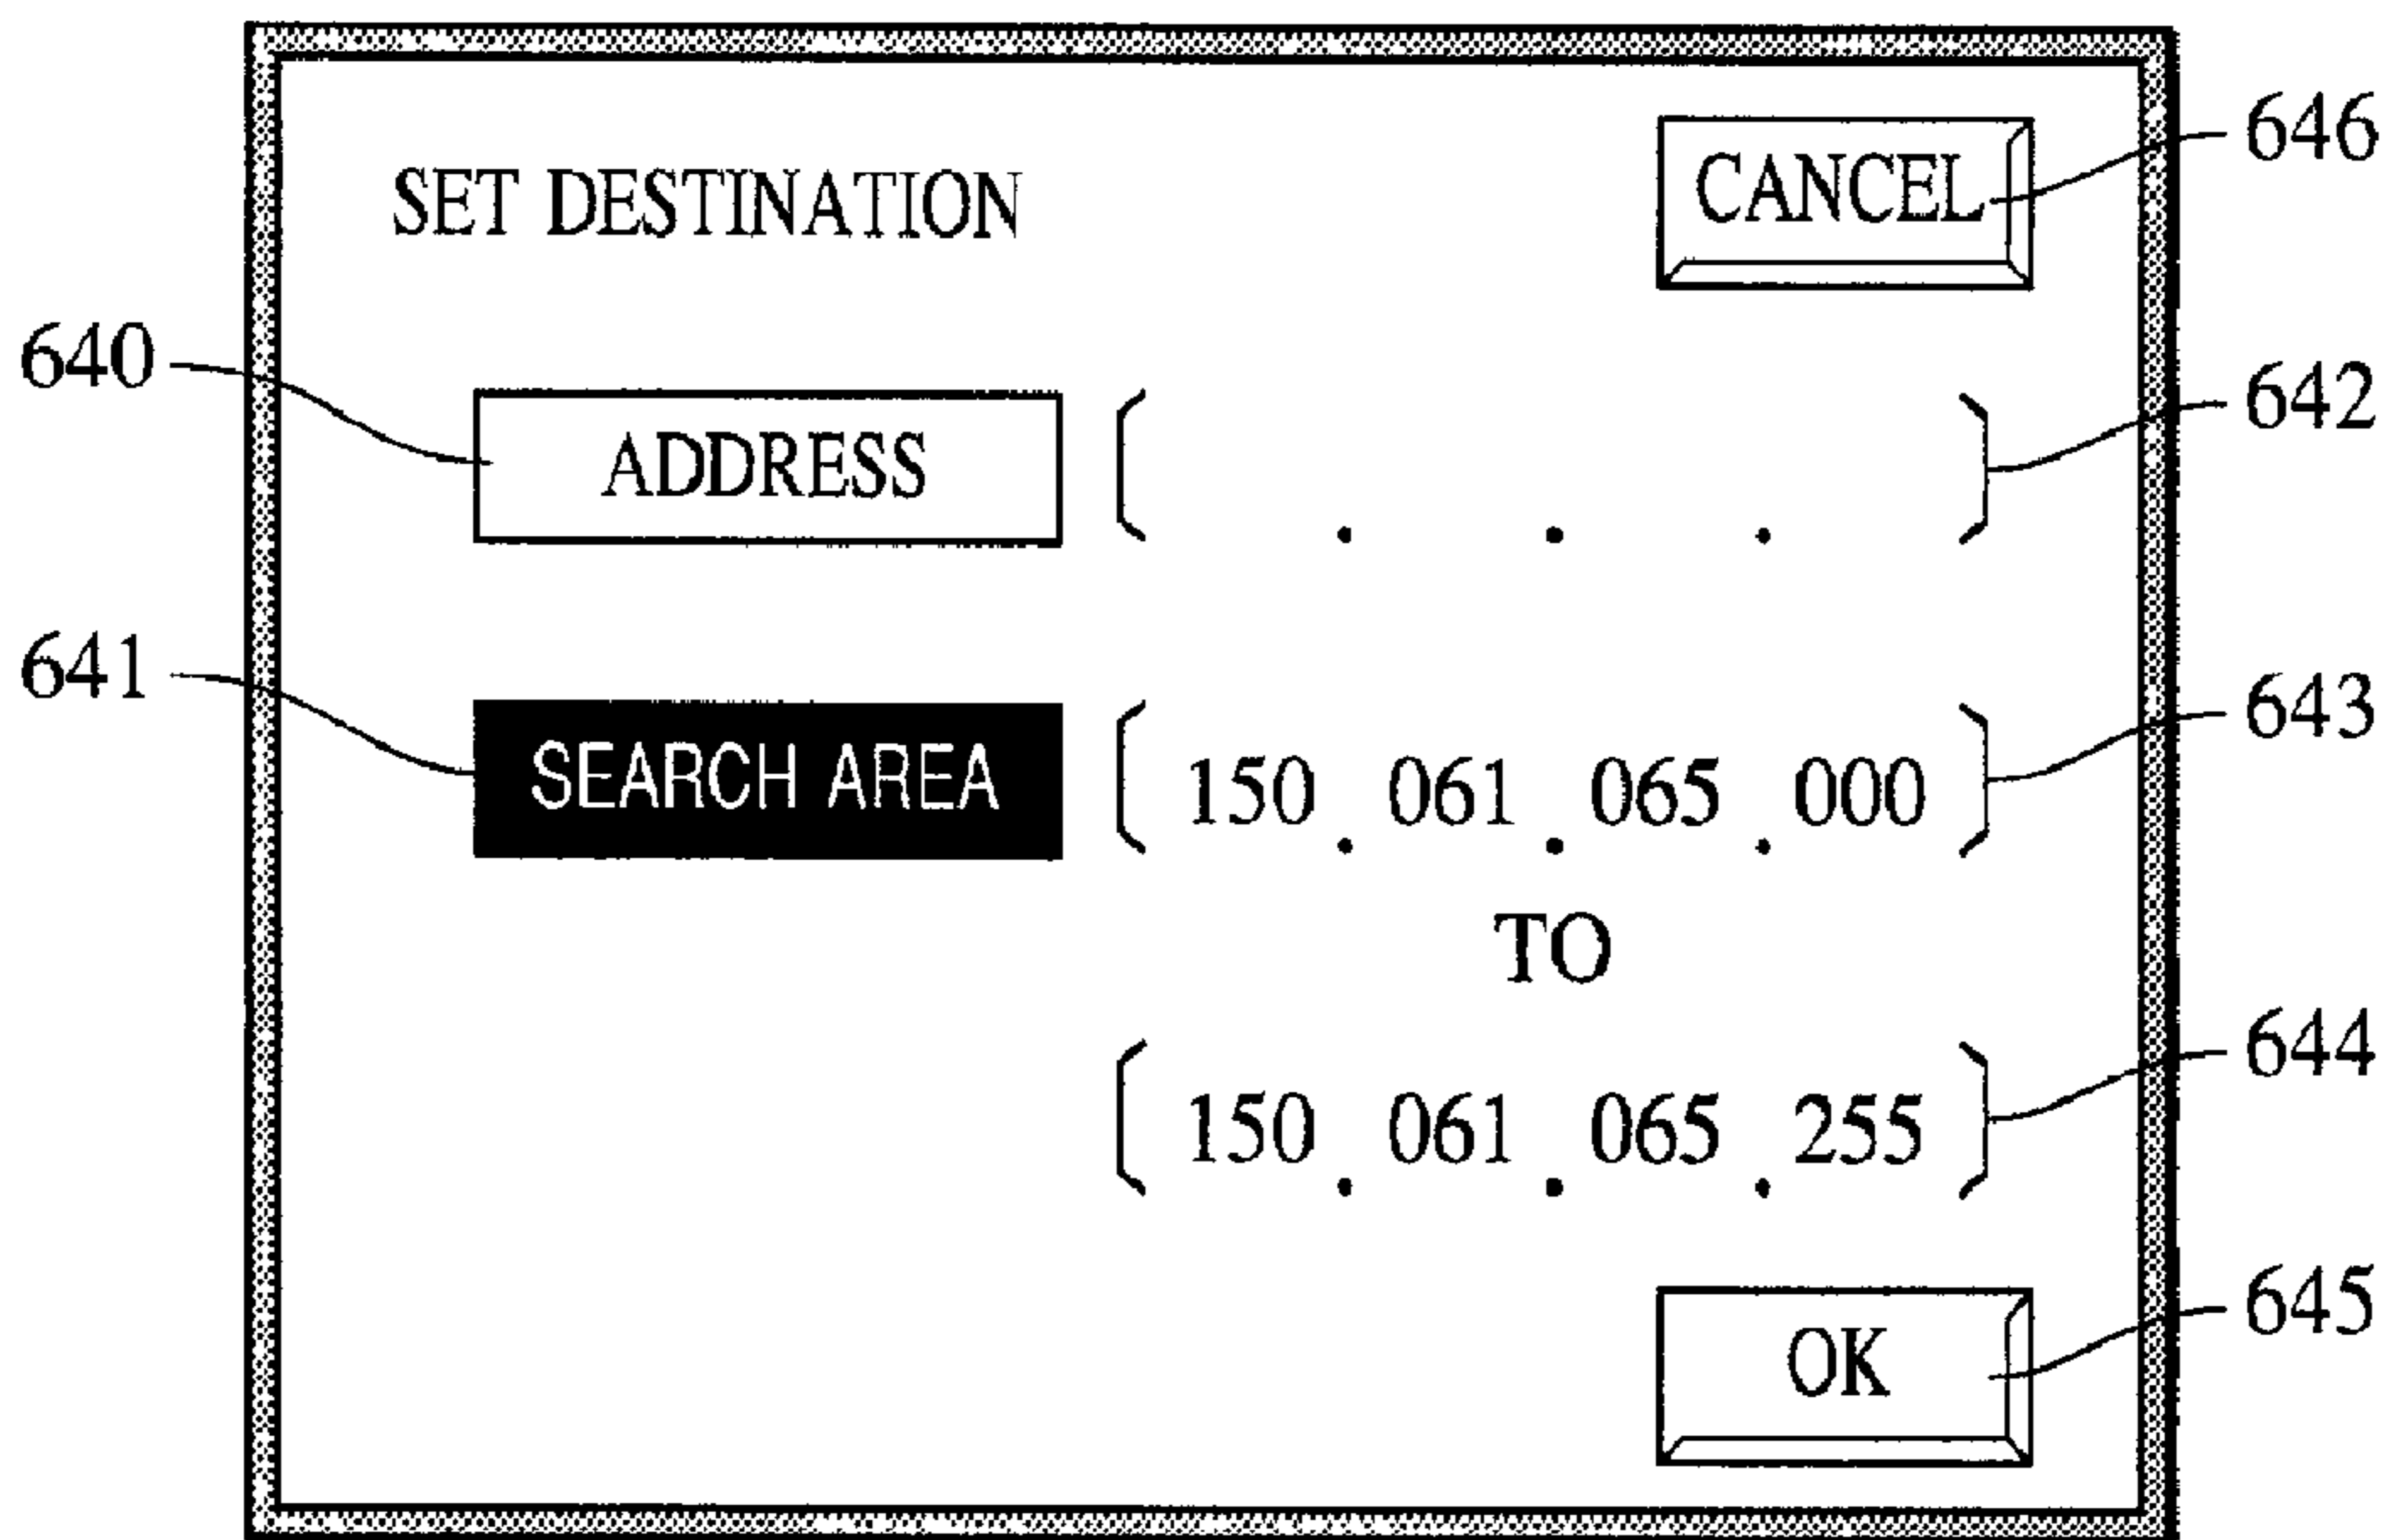 CANCEL 646
SET DESTINATION
640 ADDRESS [ . . . ] 642
641 SEARCH AREA [ 150 . 061 . 065 . 000 ] 643
TO
[ 150 . 061 . 065 . 255 ] 644
OK 645